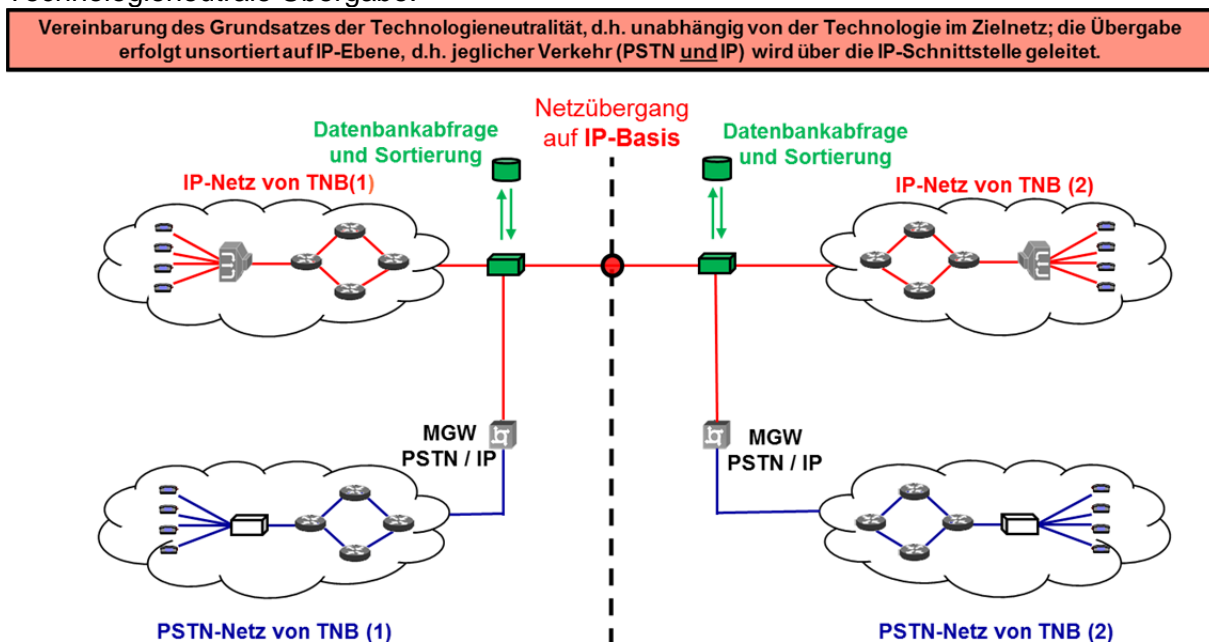 Technologieneutrale Übergabe:
Vereinbarung des Grundsatzes der Technologieneutralität, d.h. unabhängig von der Technologie im Zielnetz; die Übergabe
erfolgt unsortiert auf IP-Ebene, d.h. jeglicher Verkehr (PSTN und IP) wird über die IP-Schnittstelle geleitet.
Netzübergang
auf IP-Basis
Datenbankabfrage
und Sortierung
Datenbankabfrage
und Sortierung
IP-Netz von TNB(1)
IP-Netz von TNB (2)
MGW
PSTN / IP
MGW
PSTN / IP
PSTN-Netz von TNB (1)
PSTN-Netz von TNB (2)